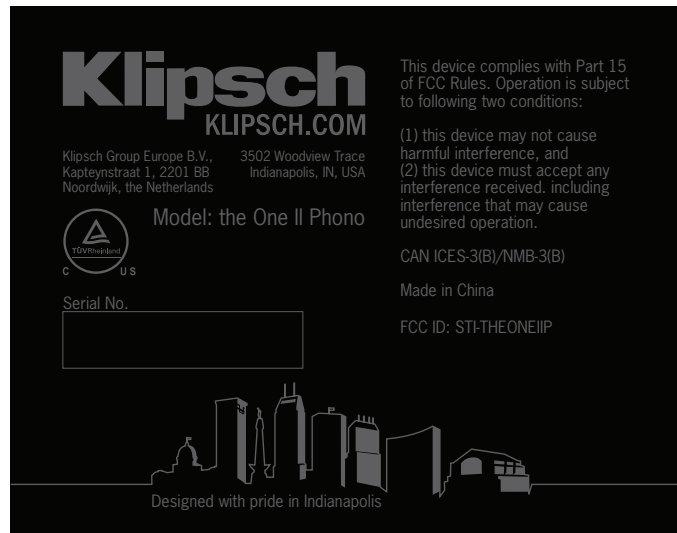 Klipsch
KLIPSCH.COM
Klipsch Group Europe B.V.,
Kapteynstraat 1, 2201 BB
Noordwijk, the Netherlands
3502 Woodview Trace
Indianapolis, IN, USA
Model: the One II Phono
TÜVRheinland
C US
Serial No.
This device complies with Part 15
of FCC Rules. Operation is subject
to following two conditions:
(1) this device may not cause
harmful interference, and
(2) this device must accept any
interference received. including
interference that may cause
undesired operation.
CAN ICES-3(B)/NMB-3(B)
Made in China
FCC ID: STI-THEONEIIP
Designed with pride in Indianapolis